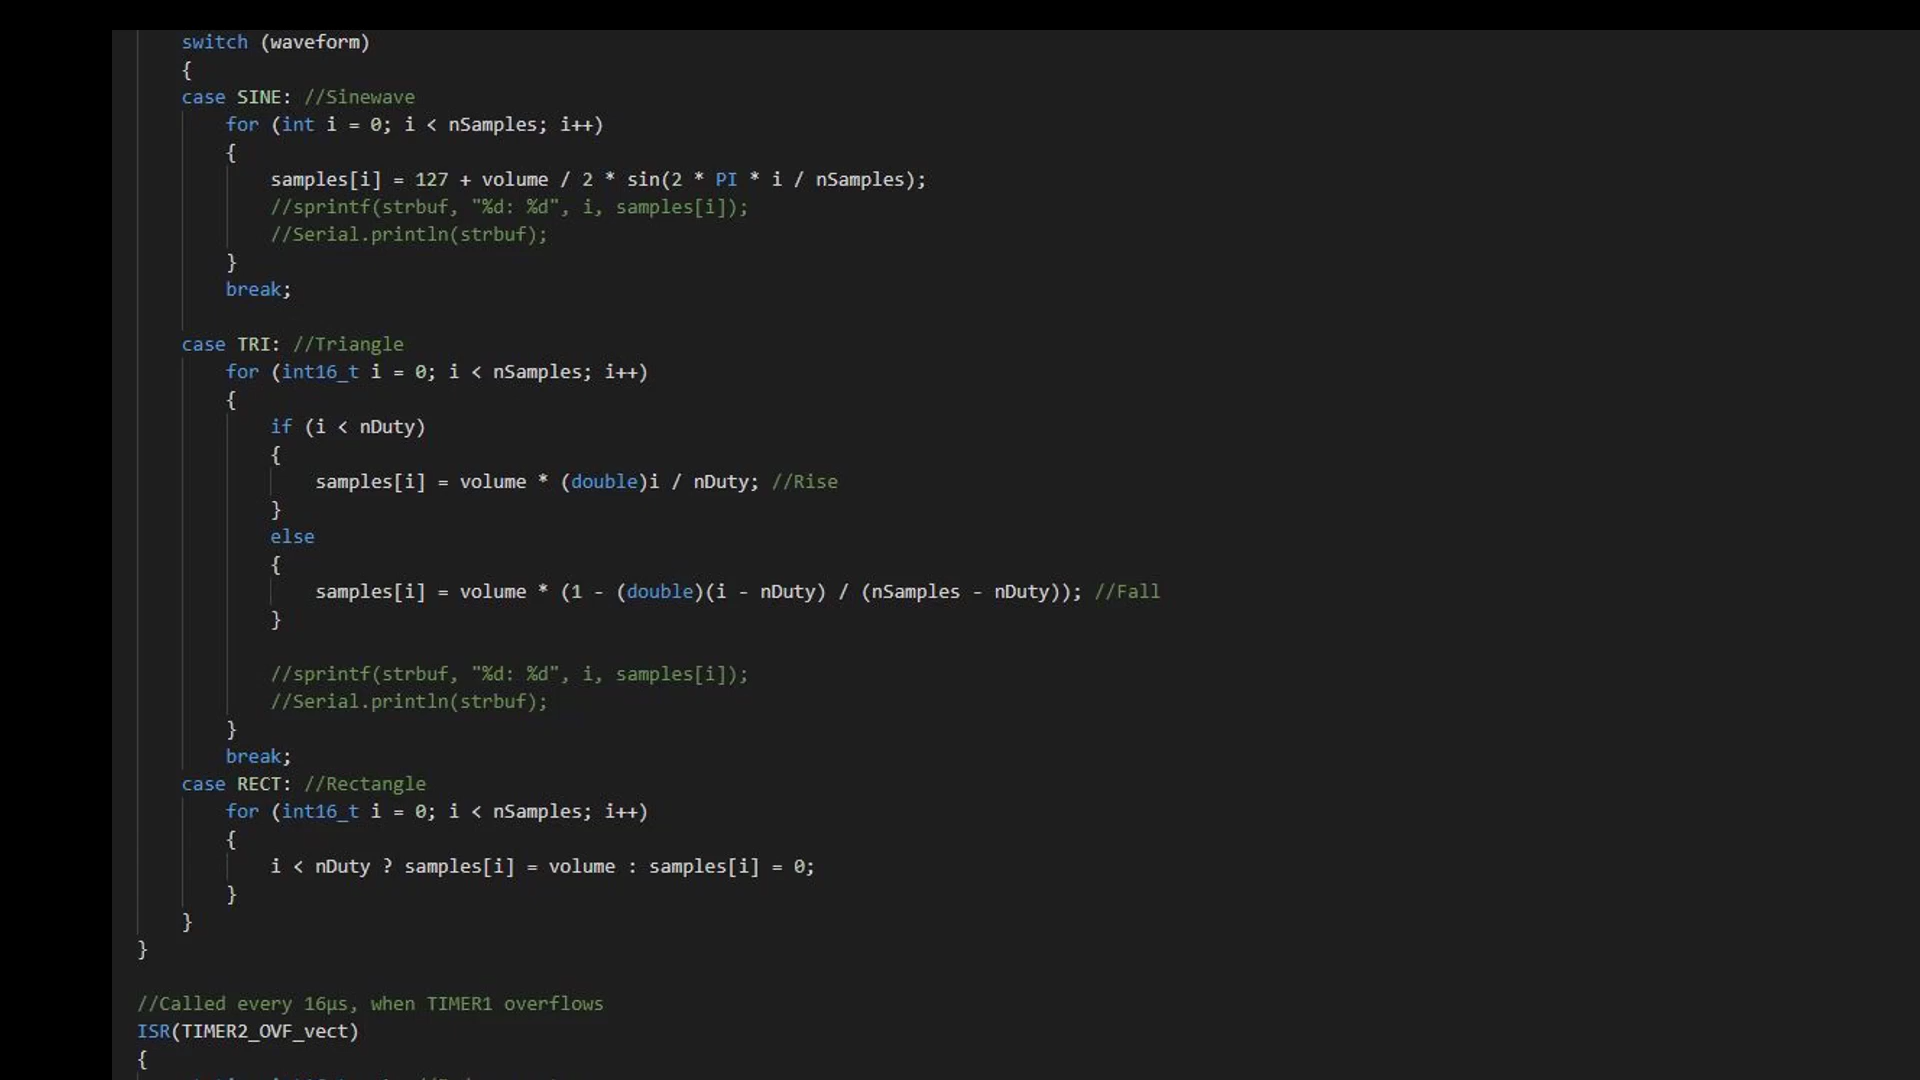 switch (waveform)
{
case SINE: //Sinewave
for (int i = 0; i < nSamples; i++)
{
samples[i] = 127 + volume / 2 * sin(2 * PI * i / nSamples);
//sprintf(strbuf, "%d: %d", i, samples[i]);
//Serial.println(strbuf);
}
break;
case TRI: //Triangle
for (int16_t i = 0; i < nSamples; i++)
{
if (i < nDuty)
{
samples[i] = volume * (double)i / nDuty; //Rise
}
else
{
samples[i] = volume * (1 - (double)(i - nDuty) / (nSamples - nDuty)); //Fall
}
//sprintf(strbuf, "%d: %d", i, samples[i]);
//Serial.println(strbuf);
}
break;
case RECT: //Rectangle
for (int16_t i = 0; i < nSamples; i++)
{
i < nDuty ? samples[i] = volume : samples[i] = 0;
}
}
}
//Called every 16µs, when TIMER1 overflows
ISR(TIMER2_OVF_vect)
{